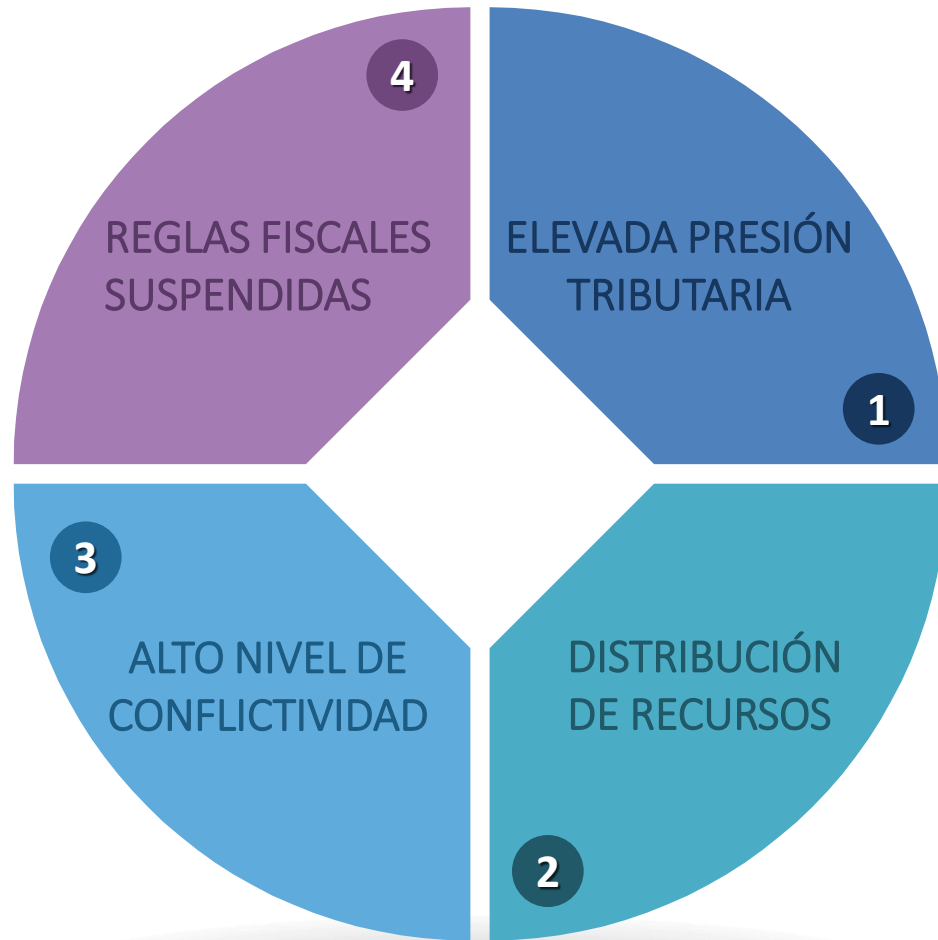 4
REGLAS FISCALES
SUSPENDIDAS
ELEVADA PRESIÓN
TRIBUTARIA
1
3
ALTO NIVEL DE
CONFLICTIVIDAD
DISTRIBUCIÓN
DE RECURSOS
2